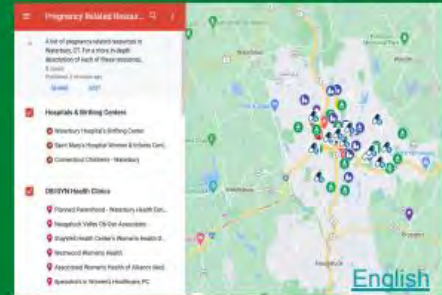 Pregnancy Related Resour...
A list of pregnancy related resources in
Waterbury, CT. For a more in-depth
description of each of these resources,
SHARE
EDIT
Hospitals & Birthing Centers
Waterbury Hospital's Birthing Center
Saint Mary's Hospital Women & Infants Cent...
Connecticut Children's - Waterbury
OB/GYN Health Clinics
Planned Parenthood - Waterbury Health Cen...
Naugatuck Valley Ob-Gyn Associates
StayWell Health Center's Women's Health D...
Westwood Women's Health
Associated Women's Health of Alliance Med...
Specialists in Women's Healthcare, PC
Naugatuck
Prospect
English